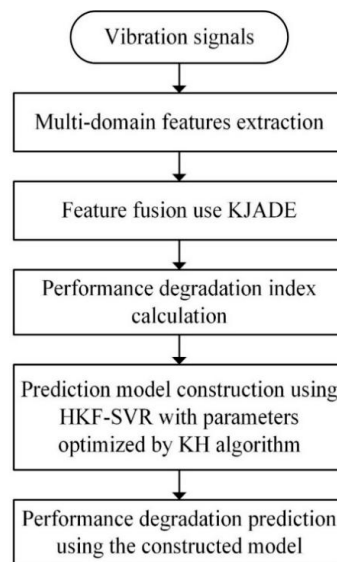 Vibration signals
Multi-domain features extraction
Feature fusion use KJADE
Performance degradation index
calculation
Prediction model construction using
HKF-SVR with parameters
optimized by KH algorithm
Performance degradation prediction
using the constructed model